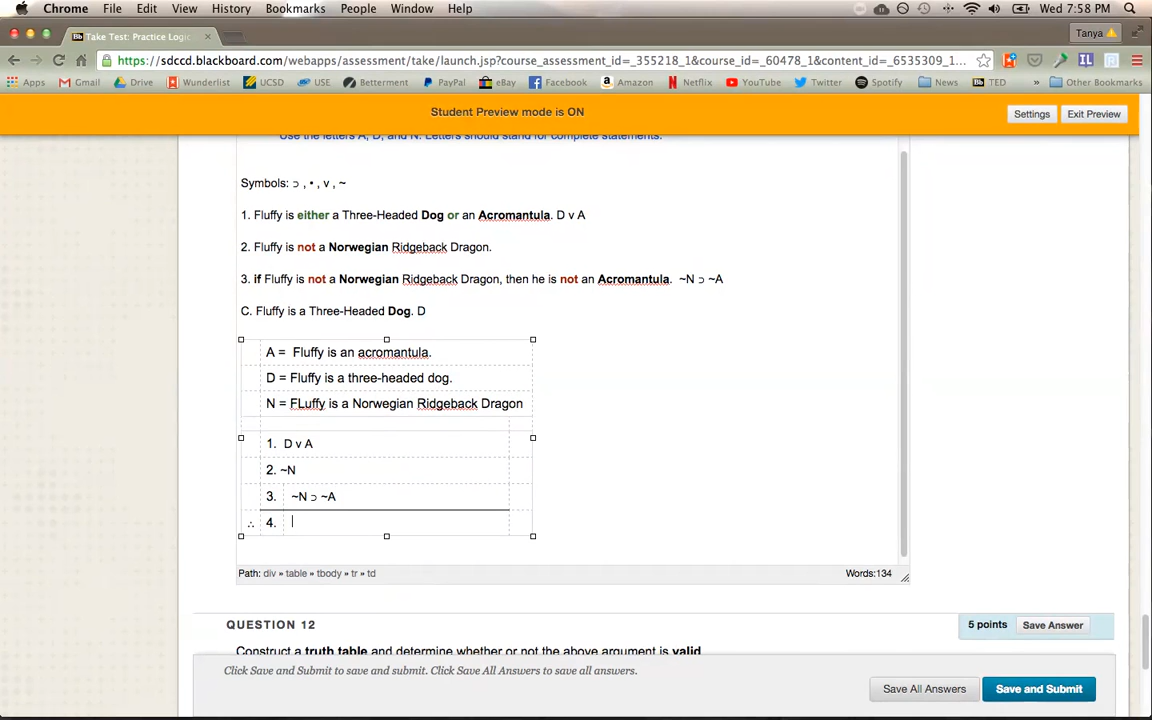 Chrome File Edit View History Bookmarks People Window Help Wed 7:58 PM
Bb Take Test: Practice Logic × Tanya
https://sdccd.blackboard.com/webapps/assessment/take/launch.jsp?course_assessment_id=_355218_1&course_id=_60478_1&content_id=_6535309_1...
Apps Gmail Drive Wunderlist UCSD Betterment PayPal eBay Facebook Amazon Netflix YouTube Twitter Spotify News Bb TED » Other Bookmarks
Student Preview mode is ON
Settings Exit Preview
Use the letters A, D, and N. Letters should stand for complete statements.
Symbols: ⊃ , • , v , ~
1. Fluffy is either a Three-Headed Dog or an Acromantula. D v A
2. Fluffy is not a Norwegian Ridgeback Dragon.
3. if Fluffy is not a Norwegian Ridgeback Dragon, then he is not an Acromantula. ~N ⊃ ~A
C. Fluffy is a Three-Headed Dog. D
A = Fluffy is an acromantula.
D = Fluffy is a three-headed dog.
N = FLuffy is a Norwegian Ridgeback Dragon
1. D v A
2. ~N
3. ~N ⊃ ~A
∴ 4.
Path: div » table » tbody » tr » td Words:134
QUESTION 12
5 points Save Answer
Construct a truth table and determine whether or not the above argument is valid.
Click Save and Submit to save and submit. Click Save All Answers to save all answers.
Save All Answers Save and Submit